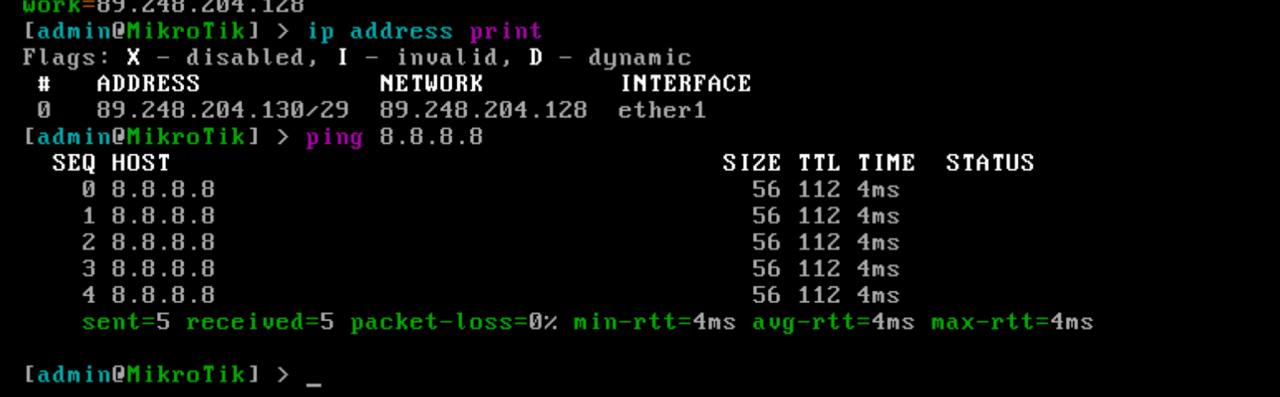 work=89.248.204.128
[admin@MikroTik] > ip address print
Flags: X - disabled, I - invalid, D - dynamic
 #   ADDRESS            NETWORK         INTERFACE
 0   89.248.204.130/29  89.248.204.128  ether1
[admin@MikroTik] > ping 8.8.8.8
  SEQ HOST                                     SIZE TTL TIME  STATUS
    0 8.8.8.8                                    56 112 4ms
    1 8.8.8.8                                    56 112 4ms
    2 8.8.8.8                                    56 112 4ms
    3 8.8.8.8                                    56 112 4ms
    4 8.8.8.8                                    56 112 4ms
    sent=5 received=5 packet-loss=0% min-rtt=4ms avg-rtt=4ms max-rtt=4ms
[admin@MikroTik] > _